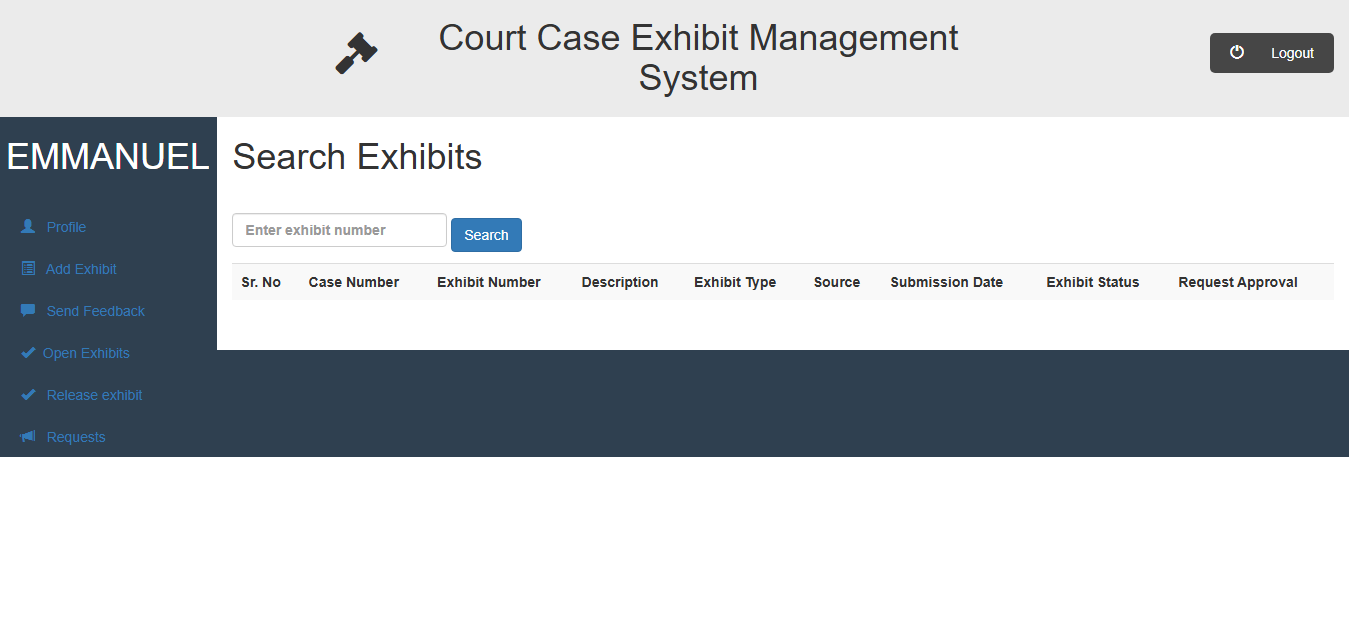 Court Case Exhibit Management
System
Logout
EMMANUEL
Profile
Add Exhibit
Send Feedback
Open Exhibits
Release exhibit
Requests
Search Exhibits
Enter exhibit number
Search
Sr. No Case Number Exhibit Number Description Exhibit Type Source Submission Date Exhibit Status Request Approval